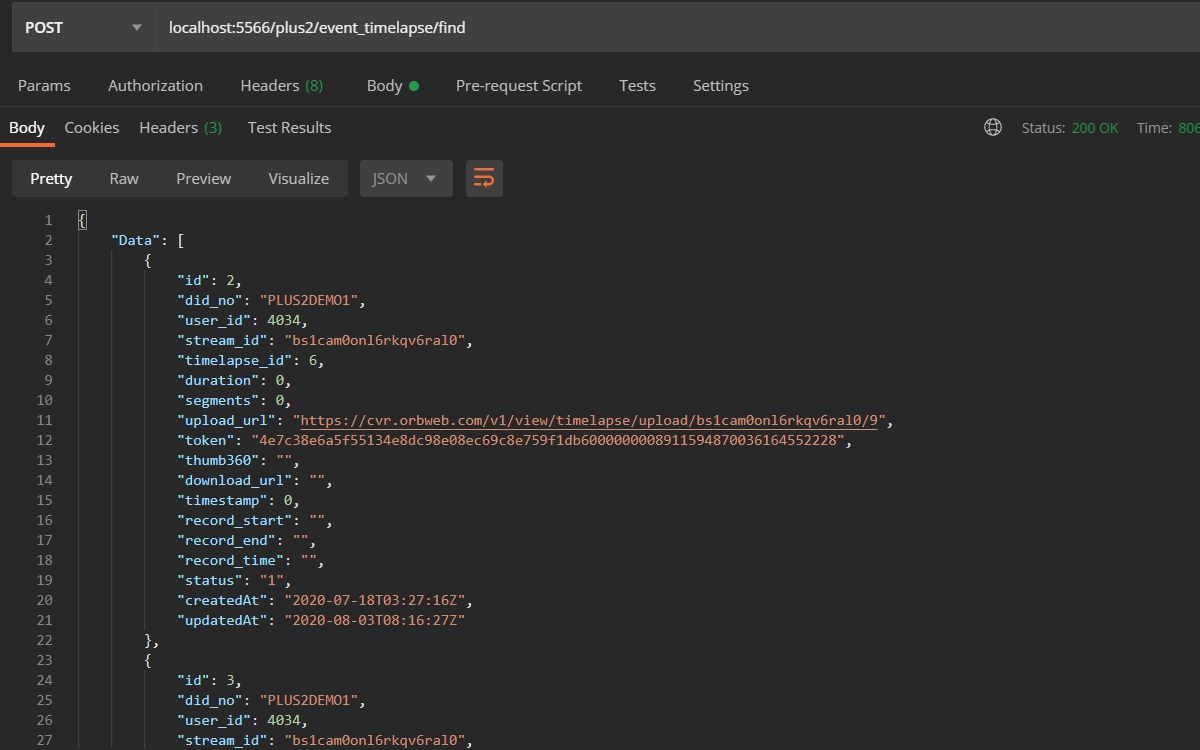 POST localhost:5566/plus2/event_timelapse/find
Params Authorization Headers (8) Body Pre-request Script Tests Settings
Body Cookies Headers (3) Test Results Status: 200 OK Time: 806
Pretty Raw Preview Visualize JSON
1 {
2 "Data": [
3 {
4 "id": 2,
5 "did_no": "PLUS2DEMO1",
6 "user_id": 4034,
7 "stream_id": "bs1cam0onl6rkqv6ral0",
8 "timelapse_id": 6,
9 "duration": 0,
10 "segments": 0,
11 "upload_url": "https://cvr.orbweb.com/v1/view/timelapse/upload/bs1cam0onl6rkqv6ral0/9",
12 "token": "4e7c38e6a5f55134e8dc98e08ec69c8e759f1db60000000089115948700361645​52228",
13 "thumb360": "",
14 "download_url": "",
15 "timestamp": 0,
16 "record_start": "",
17 "record_end": "",
18 "record_time": "",
19 "status": "1",
20 "createdAt": "2020-07-18T03:27:16Z",
21 "updatedAt": "2020-08-03T08:16:27Z"
22 },
23 {
24 "id": 3,
25 "did_no": "PLUS2DEMO1",
26 "user_id": 4034,
27 "stream_id": "bs1cam0onl6rkqv6ral0",